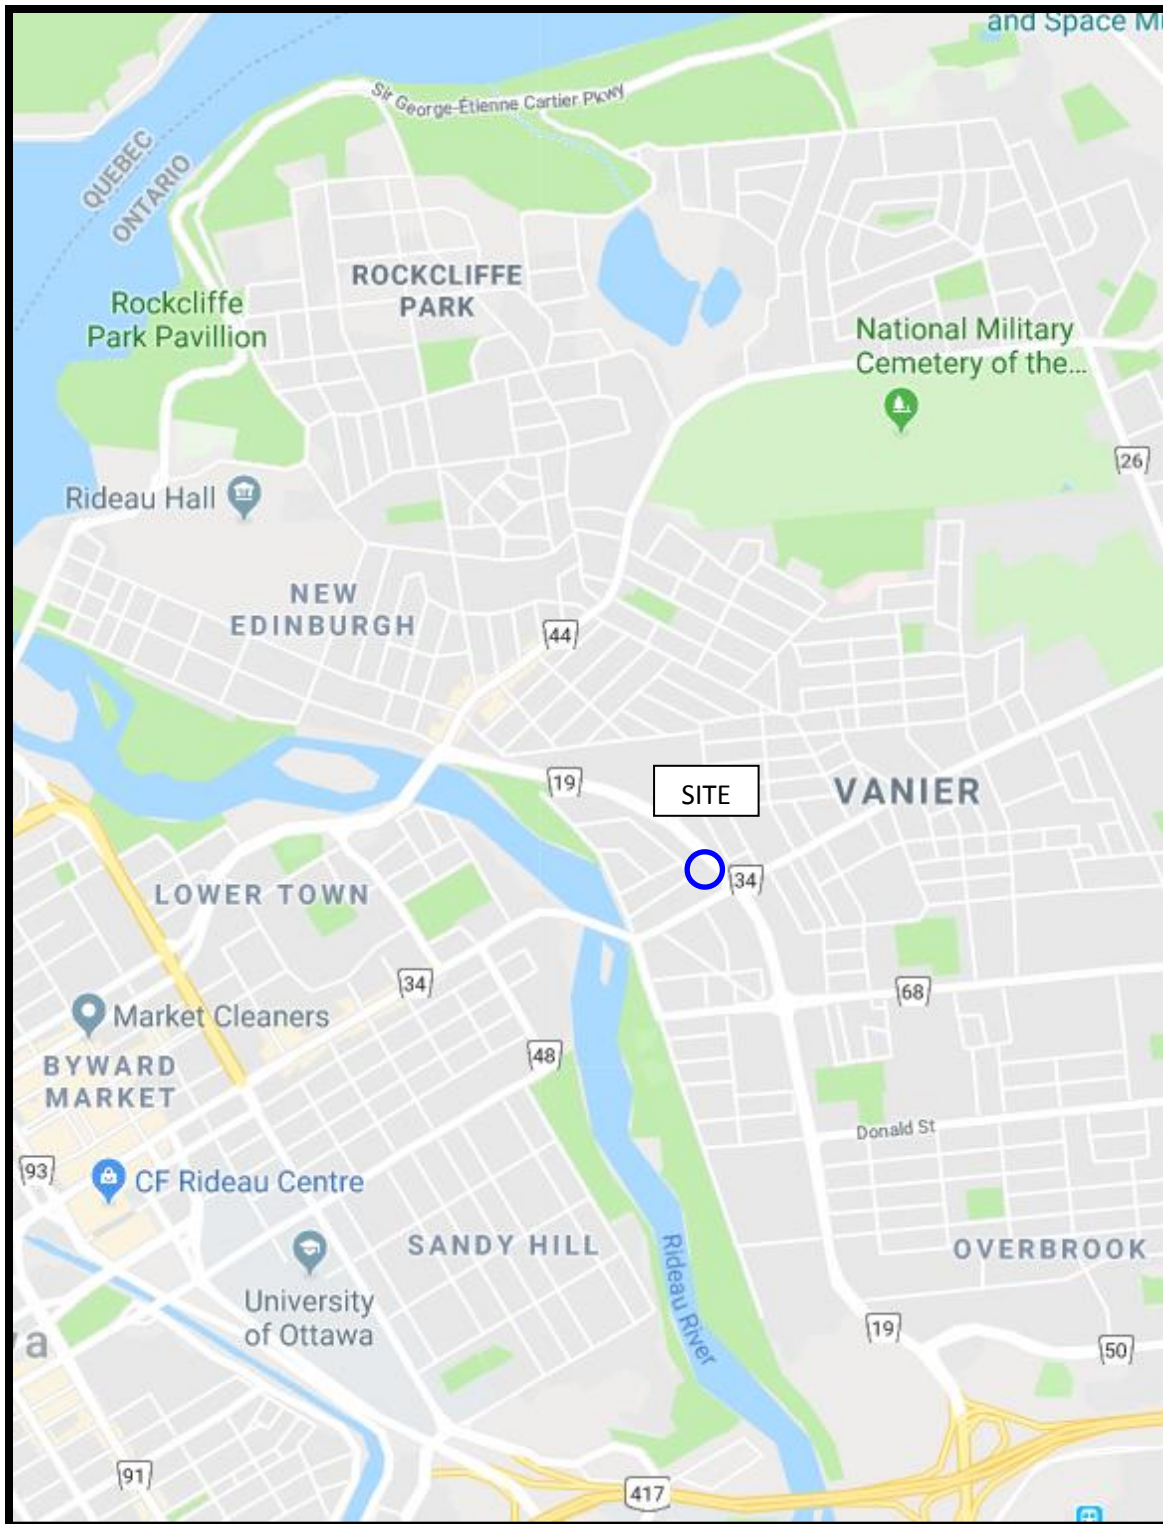 and Space M
Sir George-Étienne Cartier Pkwy
QUEBEC
ONTARIO
ROCKCLIFFE
PARK
Rockcliffe
Park Pavillion
National Military
Cemetery of the...
26
Rideau Hall
NEW
EDINBURGH
44
19
SITE
VANIER
34
LOWER TOWN
34
68
Market Cleaners
48
BYWARD
MARKET
Donald St
93
CF Rideau Centre
SANDY HILL
OVERBROOK
Rideau River
University
of Ottawa
19
50
a
91
417